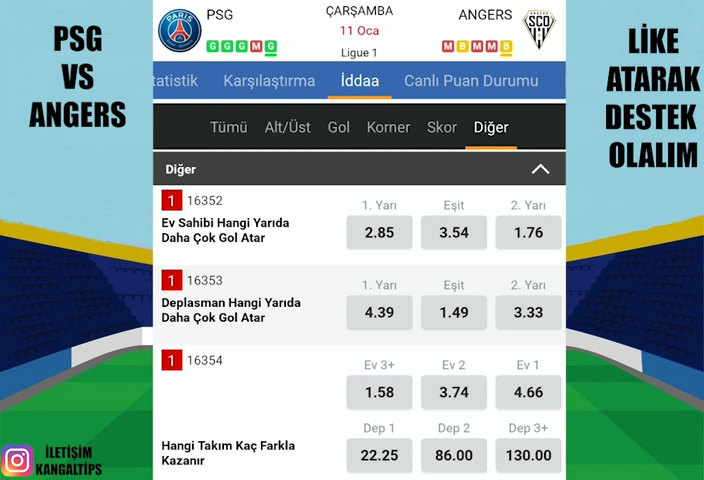 PSG
VS
ANGERS
PARIS
PSG
G G G M G
ÇARŞAMBA
11 Oca
Ligue 1
ANGERS
M B M M B
SCO
LİKE
ATARAK
DESTEK
OLALIM
tatistik Karşılaştırma İddaa Canlı Puan Durumu
Tümü Alt/Üst Gol Korner Skor Diğer
Diğer
1 16352
Ev Sahibi Hangi Yarıda
Daha Çok Gol Atar
1. Yarı Eşit 2. Yarı
2.85 3.54 1.76
1 16353
Deplasman Hangi Yarıda
Daha Çok Gol Atar
1. Yarı Eşit 2. Yarı
4.39 1.49 3.33
1 16354
Ev 3+ Ev 2 Ev 1
1.58 3.74 4.66
Hangi Takım Kaç Farkla
Kazanır
Dep 1 Dep 2 Dep 3+
22.25 86.00 130.00
İLETİŞİM
KANGALTİPS